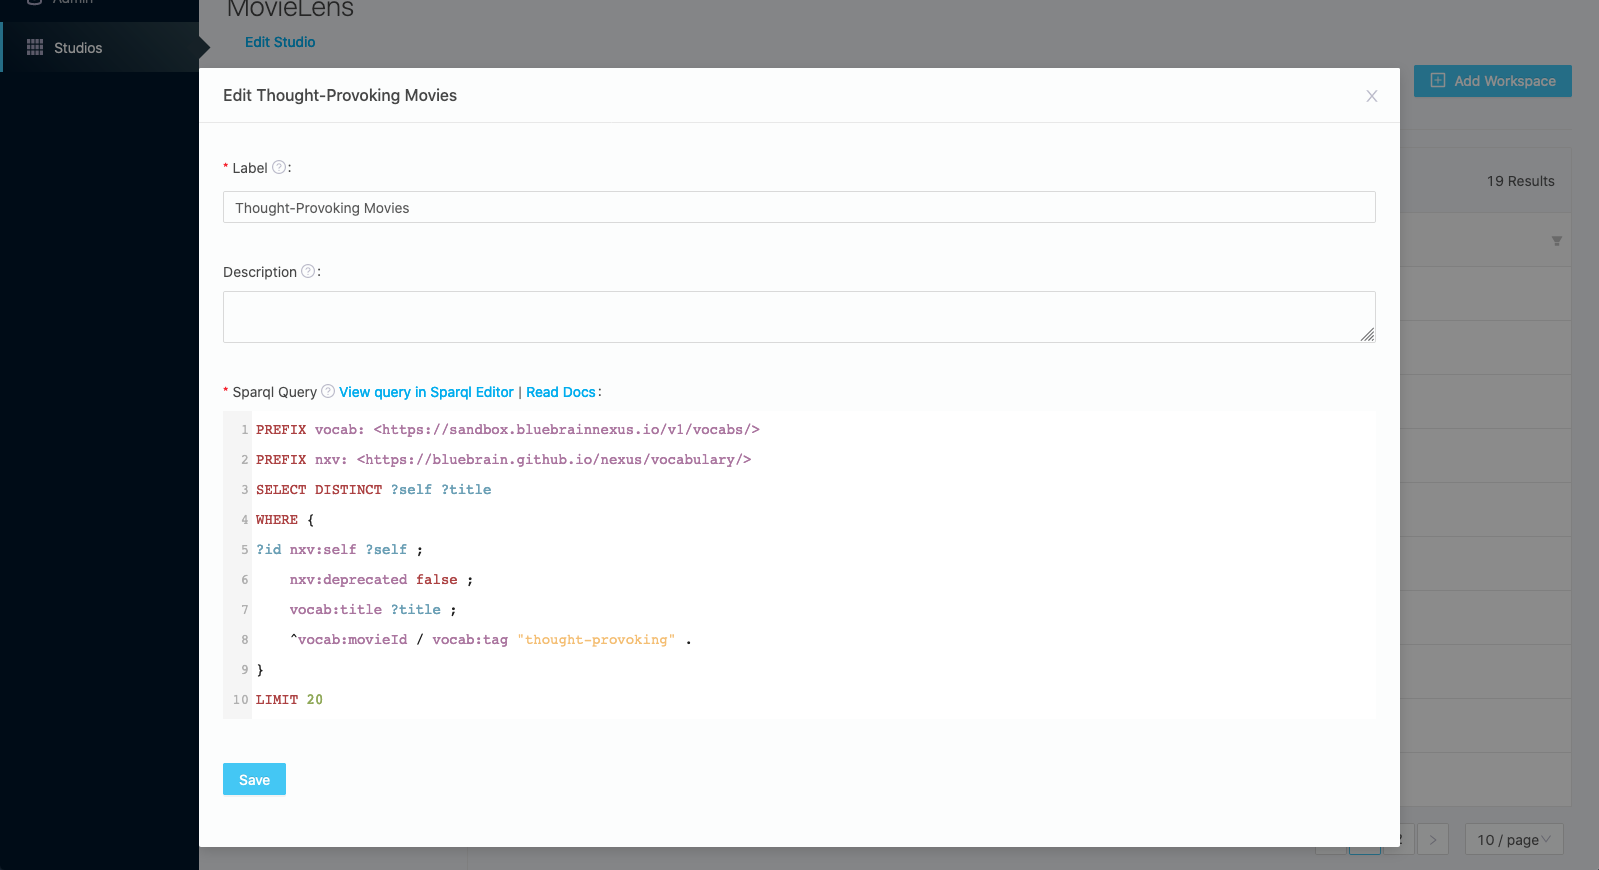 Admin
MovieLens
Studios
Edit Studio
Add Workspace
Edit Thought-Provoking Movies
* Label ? :
19 Results
Thought-Provoking Movies
Description ? :
* Sparql Query ? View query in Sparql Editor | Read Docs :
1 PREFIX vocab: <https://sandbox.bluebrainnexus.io/v1/vocabs/>
2 PREFIX nxv: <https://bluebrain.github.io/nexus/vocabulary/>
3 SELECT DISTINCT ?self ?title
4 WHERE {
5 ?id nxv:self ?self ;
6     nxv:deprecated false ;
7     vocab:title ?title ;
8     ^vocab:movieId / vocab:tag "thought-provoking" .
9 }
10 LIMIT 20
Save
2
10 / page